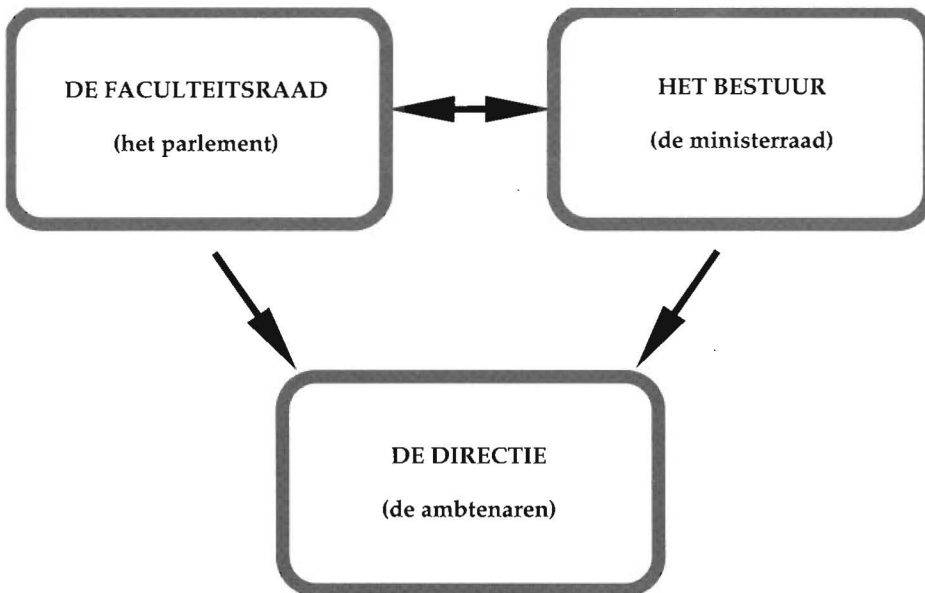 DE FACULTEITSRAAD
(het parlement)
HET BESTUUR
(de ministerraad)
DE DIRECTIE
(de ambtenaren)